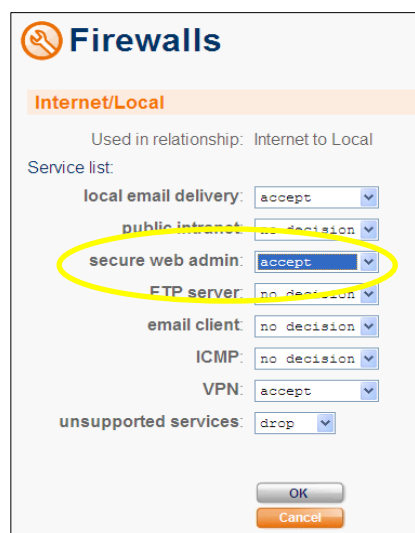 Firewalls
Internet/Local
Used in relationship: Internet to Local
Service list:
local email delivery: accept
public intranet: no decision
secure web admin: accept
FTP server: no decision
email client: no decision
ICMP: no decision
VPN: accept
unsupported services: drop
OK
Cancel